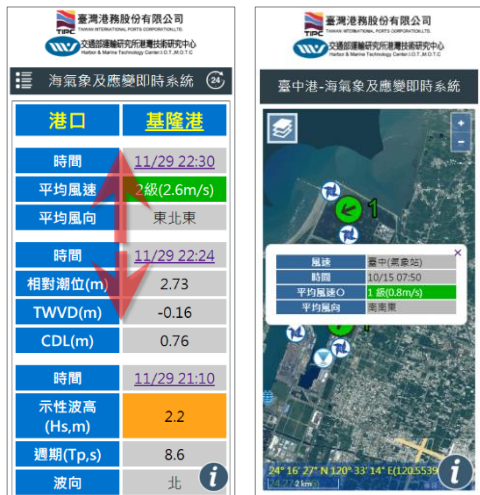 臺灣港務股份有限公司
TIPC TAIWAN INTERNATIONAL PORTS CORPORATION,LTD.
交通部運輸研究所港灣技術研究中心
Harbor & Marine Technology Center I.O.T.,M.O.T.C
海氣象及應變即時系統 24
港口 基隆港
時間 11/29 22:30
平均風速 2級(2.6m/s)
平均風向 東北東
時間 11/29 22:24
相對潮位(m) 2.73
TWVD(m) -0.16
CDL(m) 0.76
時間 11/29 21:10
示性波高
(Hs,m) 2.2
週期(Tp,s) 8.6
波向 北
i
臺灣港務股份有限公司
TIPC TAIWAN INTERNATIONAL PORTS CORPORATION,LTD.
交通部運輸研究所港灣技術研究中心
Harbor & Marine Technology Center I.O.T.,M.O.T.C
臺中港-海氣象及應變即時系統
+
-
1
×
風速 臺中(氣象站)
時間 10/15 07:50
平均風速O 1 級(0.8m/s)
平均風向 南南東
24° 16' 27" N 120° 33' 14" E(120.5539
2 km
i